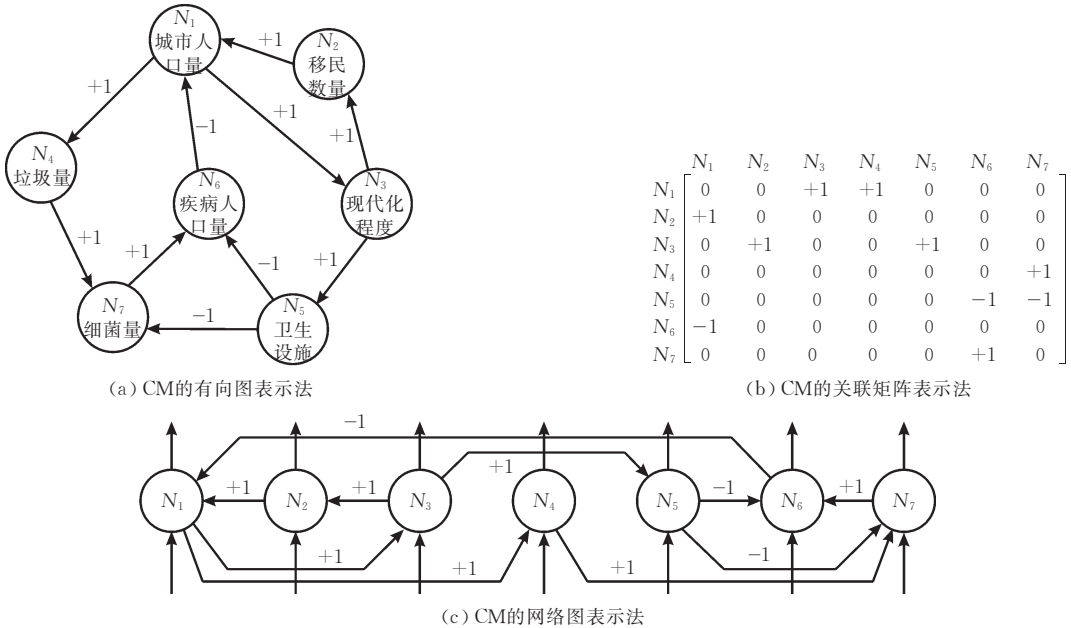 N₁
城市人
口量
+1
N₂
移民
数量
+1
+1
+1
−1
N₄
垃圾量
N₆
疾病人
口量
N₃
现代化
程度
+1
+1
−1
+1
N₇
细菌量
−1
N₅
卫生
设施
(a) CM的有向图表示法
N₁ N₂ N₃ N₄ N₅ N₆ N₇
N₁ 0 0 +1 +1 0 0 0
N₂ +1 0 0 0 0 0 0
N₃ 0 +1 0 0 +1 0 0
N₄ 0 0 0 0 0 0 +1
N₅ 0 0 0 0 0 −1 −1
N₆ −1 0 0 0 0 0 0
N₇ 0 0 0 0 0 +1 0
(b) CM的关联矩阵表示法
−1
+1
N₁ +1 N₂ +1 N₃ N₄ N₅ −1 N₆ +1 N₇
+1 −1
+1 +1
(c) CM的网络图表示法